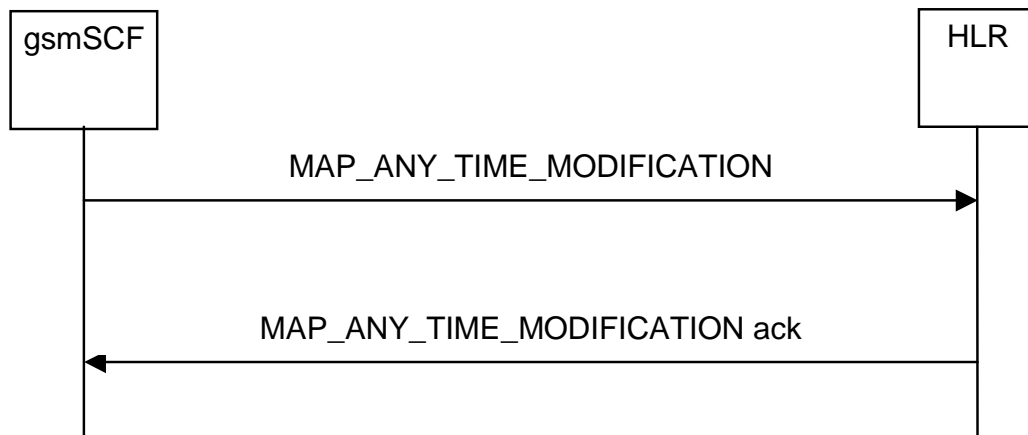 gsmSCF
HLR
MAP_ANY_TIME_MODIFICATION
MAP_ANY_TIME_MODIFICATION ack